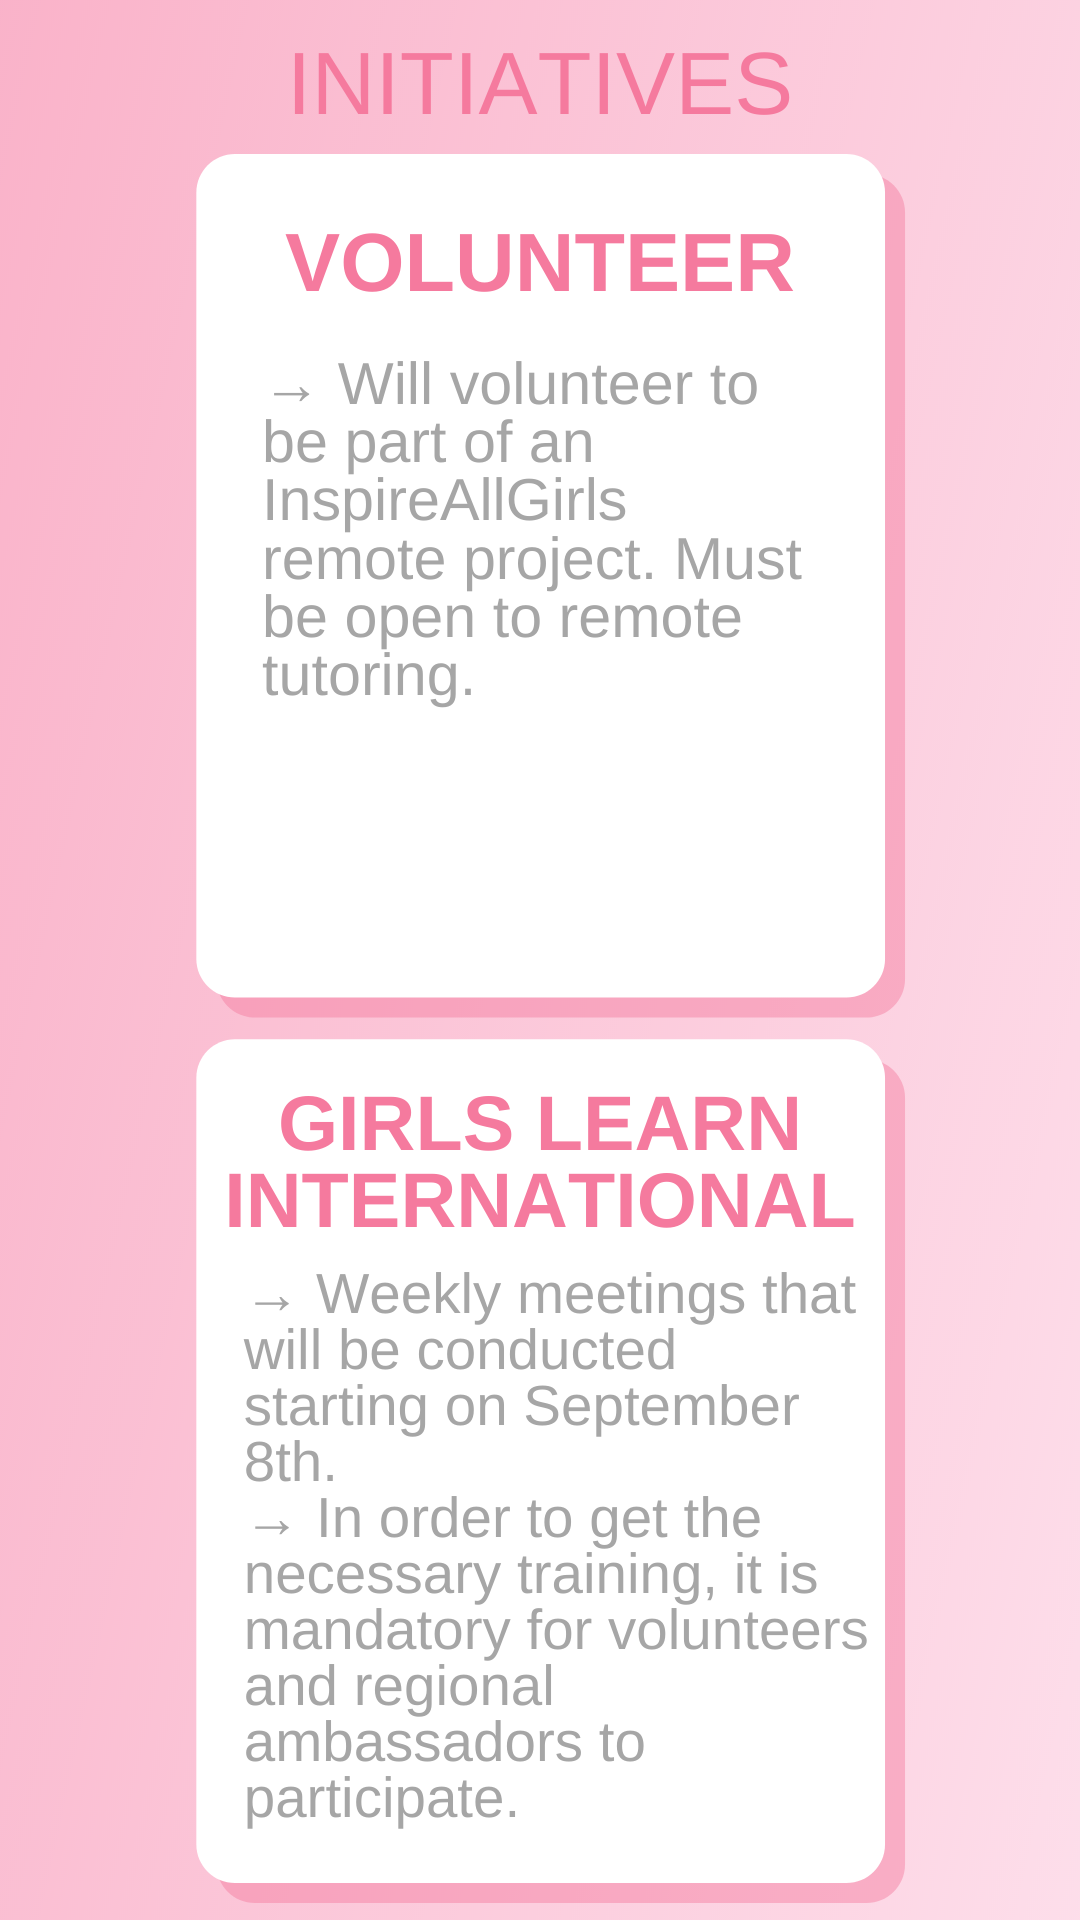 INITIATIVES
VOLUNTEER
→ Will volunteer to
be part of an
InspireAllGirls
remote project. Must
be open to remote
tutoring.
GIRLS LEARN
INTERNATIONAL
→ Weekly meetings that
will be conducted
starting on September
8th.
→ In order to get the
necessary training, it is
mandatory for volunteers
and regional
ambassadors to
participate.